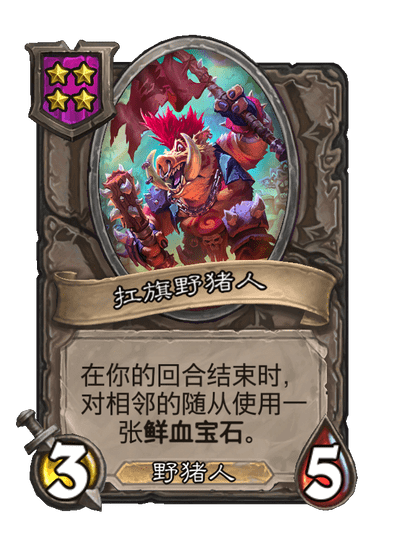 扛旗野猪人
在你的回合结束时,
对相邻的随从使用一
张鲜血宝石。
3
野猪人
5